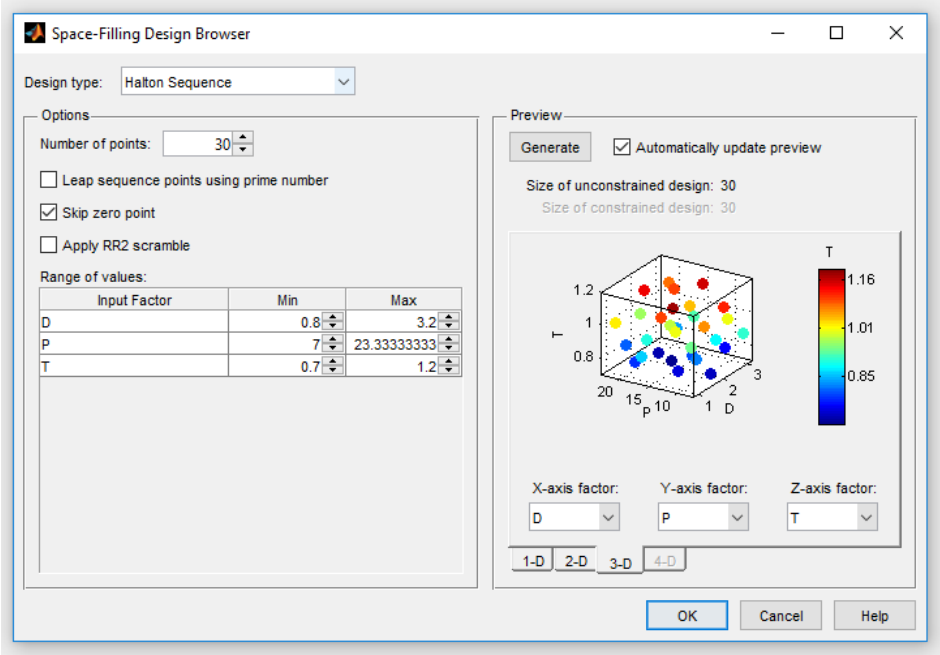 Space-Filling Design Browser
Design type: Halton Sequence
Options
Number of points: 30
Leap sequence points using prime number
Skip zero point
Apply RR2 scramble
Range of values:
Input Factor Min Max
D 0.8 3.2
P 7 23.33333333
T 0.7 1.2
Preview
Generate Automatically update preview
Size of unconstrained design: 30
Size of constrained design: 30
T
1.2
1
0.8
T
20 15 10
P
1 2 3
D
1.16
1.01
0.85
X-axis factor: Y-axis factor: Z-axis factor:
D P T
1-D 2-D 3-D 4-D
OK Cancel Help